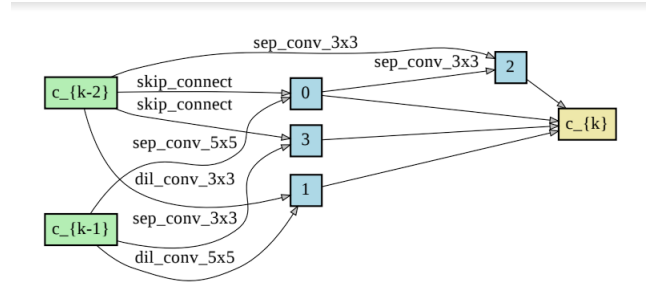 sep_conv_3x3
sep_conv_3x3
2
c_{k-2}
skip_connect
0
skip_connect
c_{k}
sep_conv_5x5
3
dil_conv_3x3
1
sep_conv_3x3
c_{k-1}
dil_conv_5x5